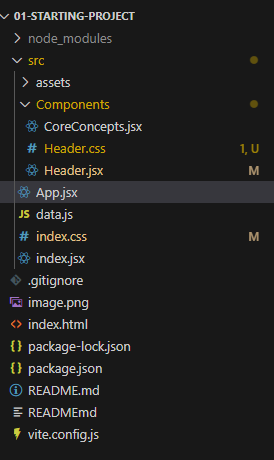 01-STARTING-PROJECT
node_modules
src
assets
Components
CoreConcepts.jsx
Header.css 1, U
Header.jsx M
App.jsx
JS data.js
index.css M
index.jsx
.gitignore
image.png
index.html
package-lock.json
package.json
README.md
READMEmd
vite.config.js